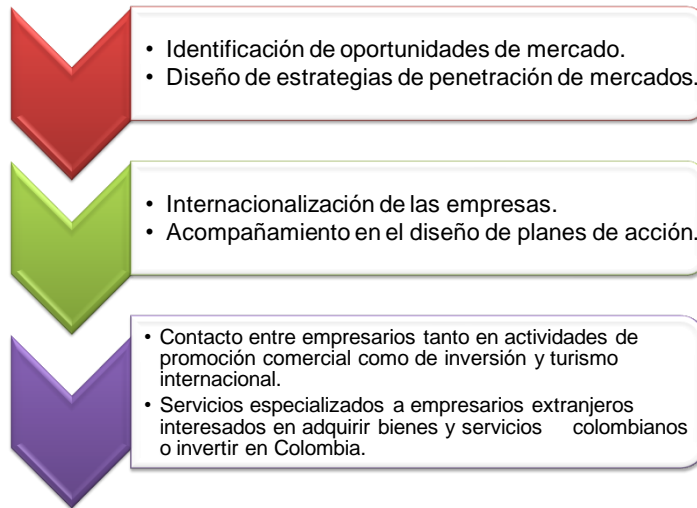 • Identificación de oportunidades de mercado.
• Diseño de estrategias de penetración de mercados.
• Internacionalización de las empresas.
• Acompañamiento en el diseño de planes de acción.
• Contacto entre empresarios tanto en actividades de
promoción comercial como de inversión y turismo
internacional.
• Servicios especializados a empresarios extranjeros
interesados en adquirir bienes y servicios colombianos
o invertir en Colombia.